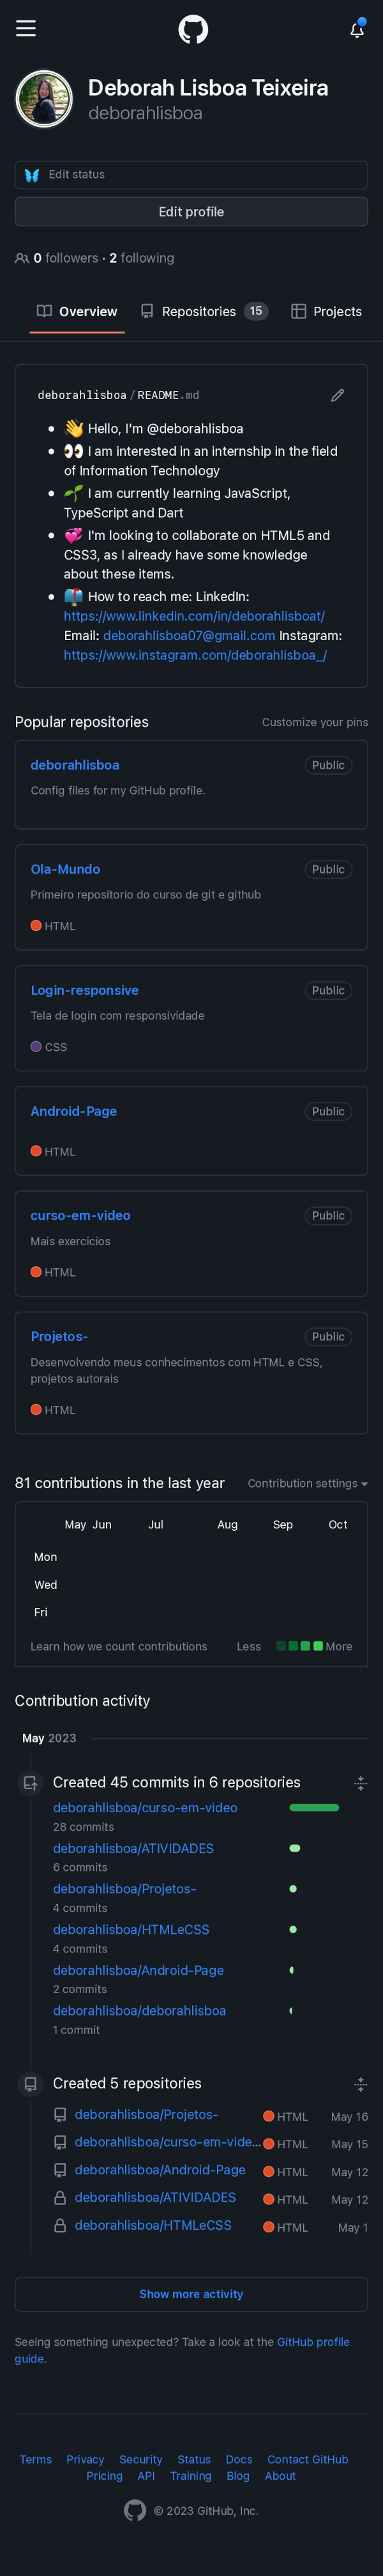 Deborah Lisboa Teixeira
deborahlisboa
Edit status
Edit profile
0 followers · 2 following
Overview
Repositories 15
Projects
deborahlisboa/README.md
👋 Hello, I'm @deborahlisboa
👀 I am interested in an internship in the field
of Information Technology
🌱 I am currently learning JavaScript,
TypeScript and Dart
💞️ I'm looking to collaborate on HTML5 and
CSS3, as I already have some knowledge
about these items.
📫 How to reach me: LinkedIn:
https://www.linkedin.com/in/deborahlisboat/
Email: deborahlisboa07@gmail.com Instagram:
https://www.instagram.com/deborahlisboa_/
Popular repositories
Customize your pins
deborahlisboa
Public
Config files for my GitHub profile.
Ola-Mundo
Public
Primeiro repositorio do curso de git e github
HTML
Login-responsive
Public
Tela de login com responsividade
CSS
Android-Page
Public
HTML
curso-em-video
Public
Mais exercicios
HTML
Projetos-
Public
Desenvolvendo meus conhecimentos com HTML e CSS,
projetos autorais
HTML
81 contributions in the last year
Contribution settings
May Jun Jul Aug Sep Oct
Mon
Wed
Fri
Learn how we count contributions
Less
More
Contribution activity
May 2023
Created 45 commits in 6 repositories
deborahlisboa/curso-em-video
28 commits
deborahlisboa/ATIVIDADES
6 commits
deborahlisboa/Projetos-
4 commits
deborahlisboa/HTMLeCSS
4 commits
deborahlisboa/Android-Page
2 commits
deborahlisboa/deborahlisboa
1 commit
Created 5 repositories
deborahlisboa/Projetos- HTML May 16
deborahlisboa/curso-em-vide... HTML May 15
deborahlisboa/Android-Page HTML May 12
deborahlisboa/ATIVIDADES HTML May 12
deborahlisboa/HTMLeCSS HTML May 1
Show more activity
Seeing something unexpected? Take a look at the GitHub profile
guide.
Terms Privacy Security Status Docs Contact GitHub
Pricing API Training Blog About
© 2023 GitHub, Inc.